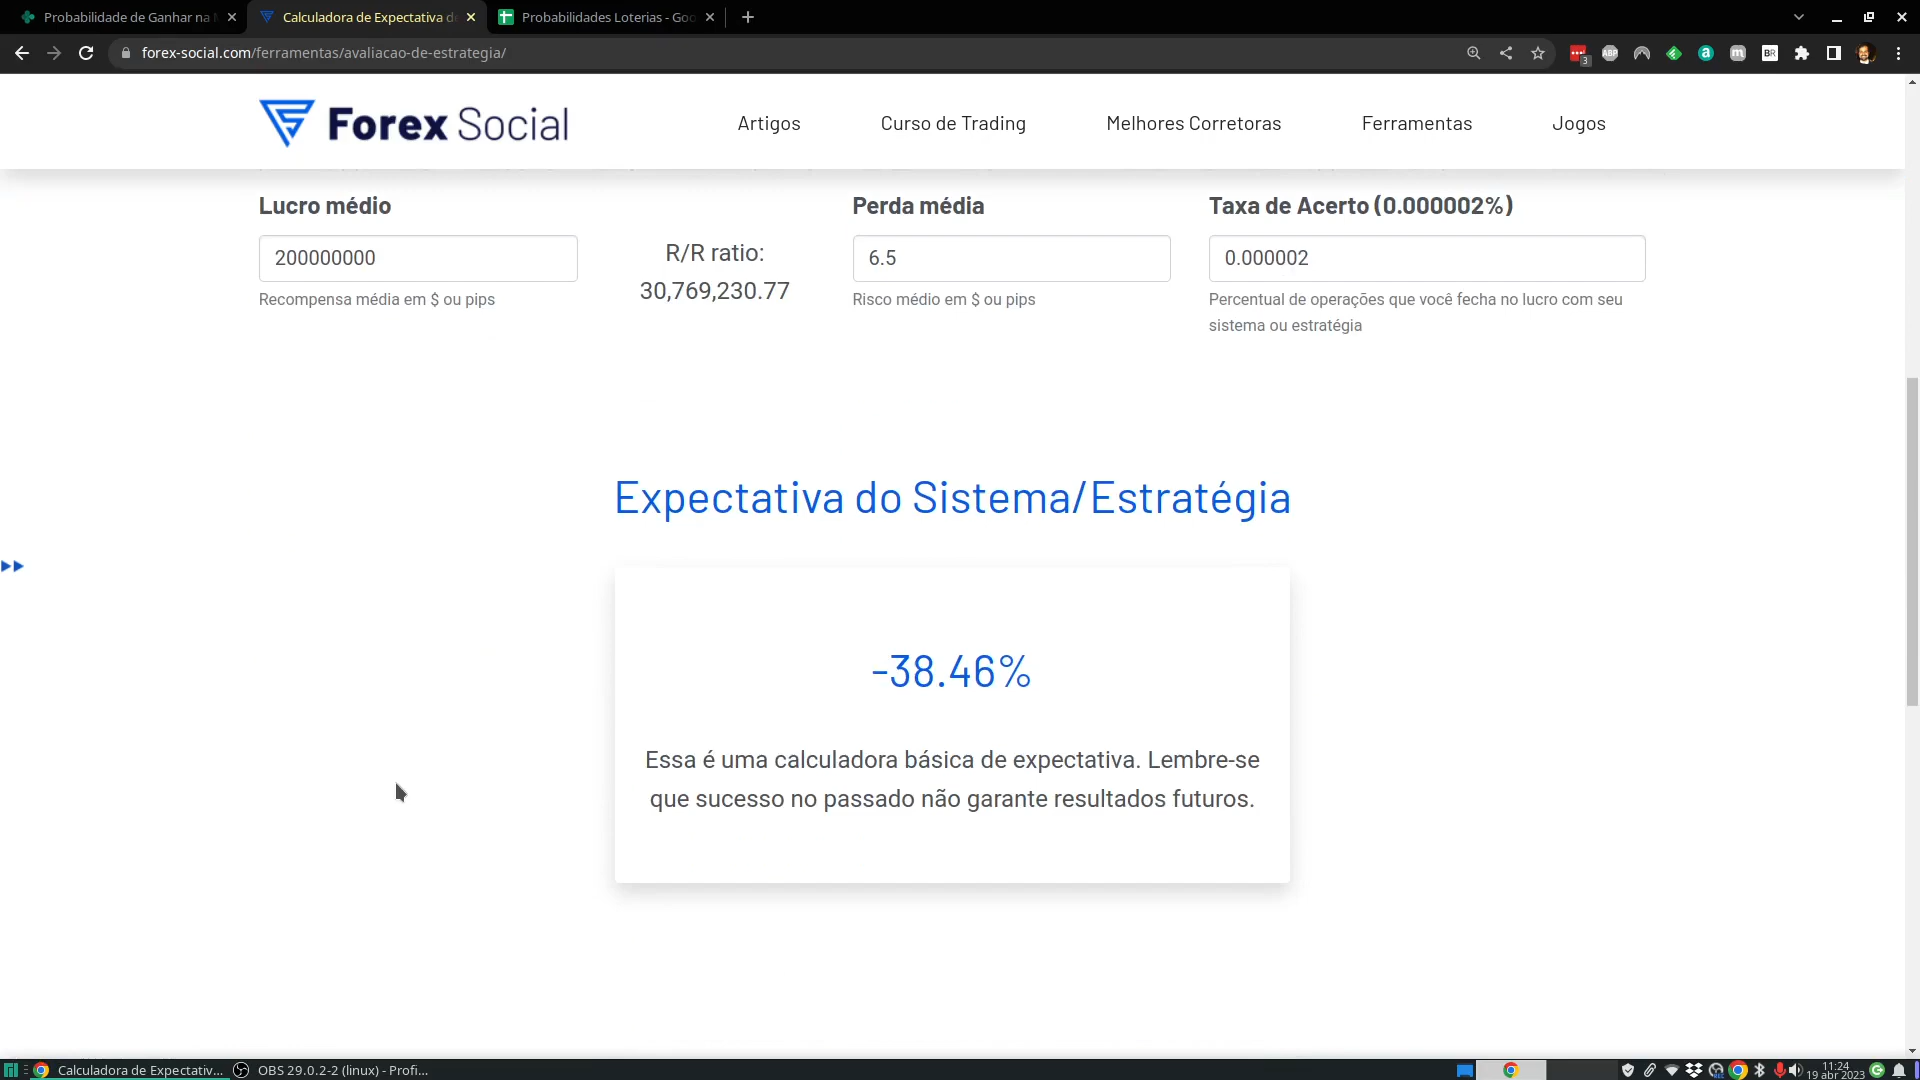 Probabilidade de Ganhar na
Calculadora de Expectativa d
Probabilidades Loterias - Goo
forex-social.com/ferramentas/avaliacao-de-estrategia/
3
ABP
a
m
BR
Forex Social
Artigos
Curso de Trading
Melhores Corretoras
Ferramentas
Jogos
Lucro médio
Perda média
Taxa de Acerto (0.000002%)
200000000
R/R ratio:
30,769,230.77
6.5
0.000002
Recompensa média em $ ou pips
Risco médio em $ ou pips
Percentual de operações que você fecha no lucro com seu
sistema ou estratégia
Expectativa do Sistema/Estratégia
-38.46%
Essa é uma calculadora básica de expectativa. Lembre-se
que sucesso no passado não garante resultados futuros.
Calculadora de Expectativ...
OBS 29.0.2-2 (linux) - Profi...
11:24
19 abr 2023